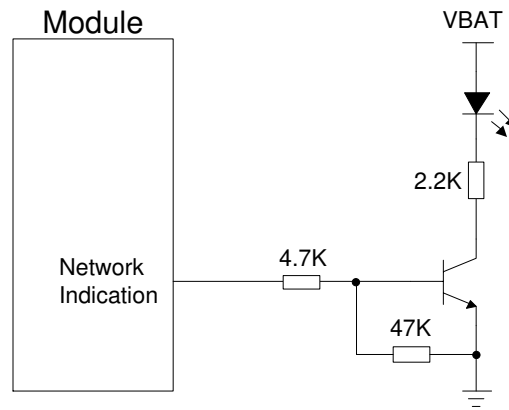 Module
VBAT
2.2K
4.7K
Network
Indication
47K